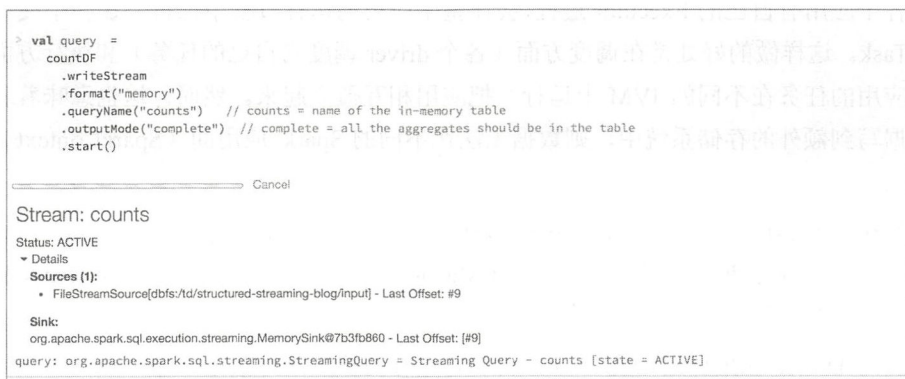 > val query =
countDF
.writeStream
.format("memory")
.queryName("counts") // counts = name of the in-memory table
.outputMode("complete") // complete = all the aggregates should be in the table
.start()
Cancel
Stream: counts
Status: ACTIVE
▾ Details
Sources (1):
• FileStreamSource[dbfs:/td/structured-streaming-blog/input] - Last Offset: #9
Sink:
org.apache.spark.sql.execution.streaming.MemorySink@7b3fb860 - Last Offset: [#9]
query: org.apache.spark.sql.streaming.StreamingQuery = Streaming Query - counts [state = ACTIVE]